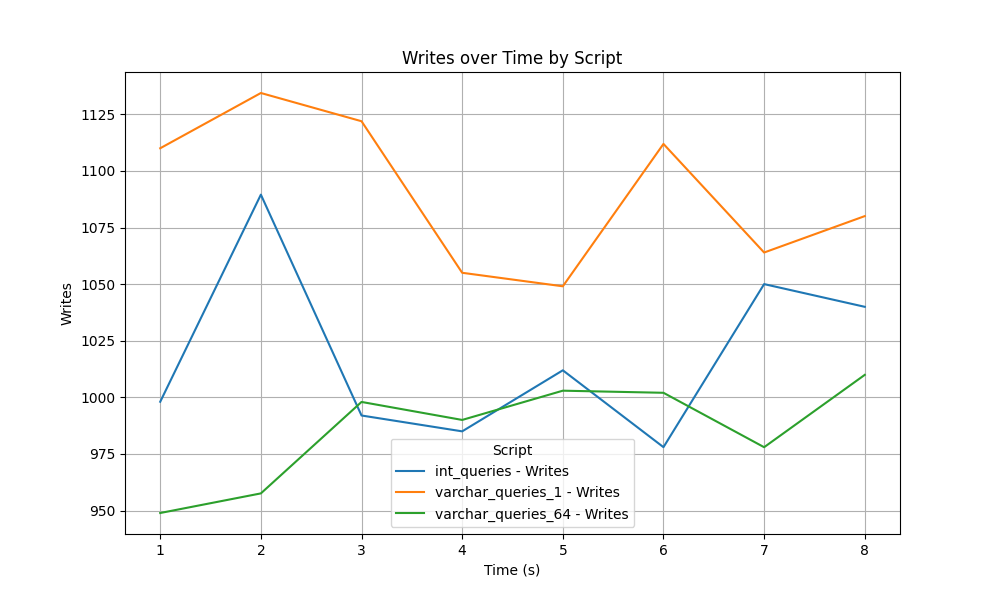 Writes over Time by Script
1125
1100
1075
1050
1025
1000
975
950
Writes
Script
int_queries - Writes
varchar_queries_1 - Writes
varchar_queries_64 - Writes
1 2 3 4 5 6 7 8
Time (s)